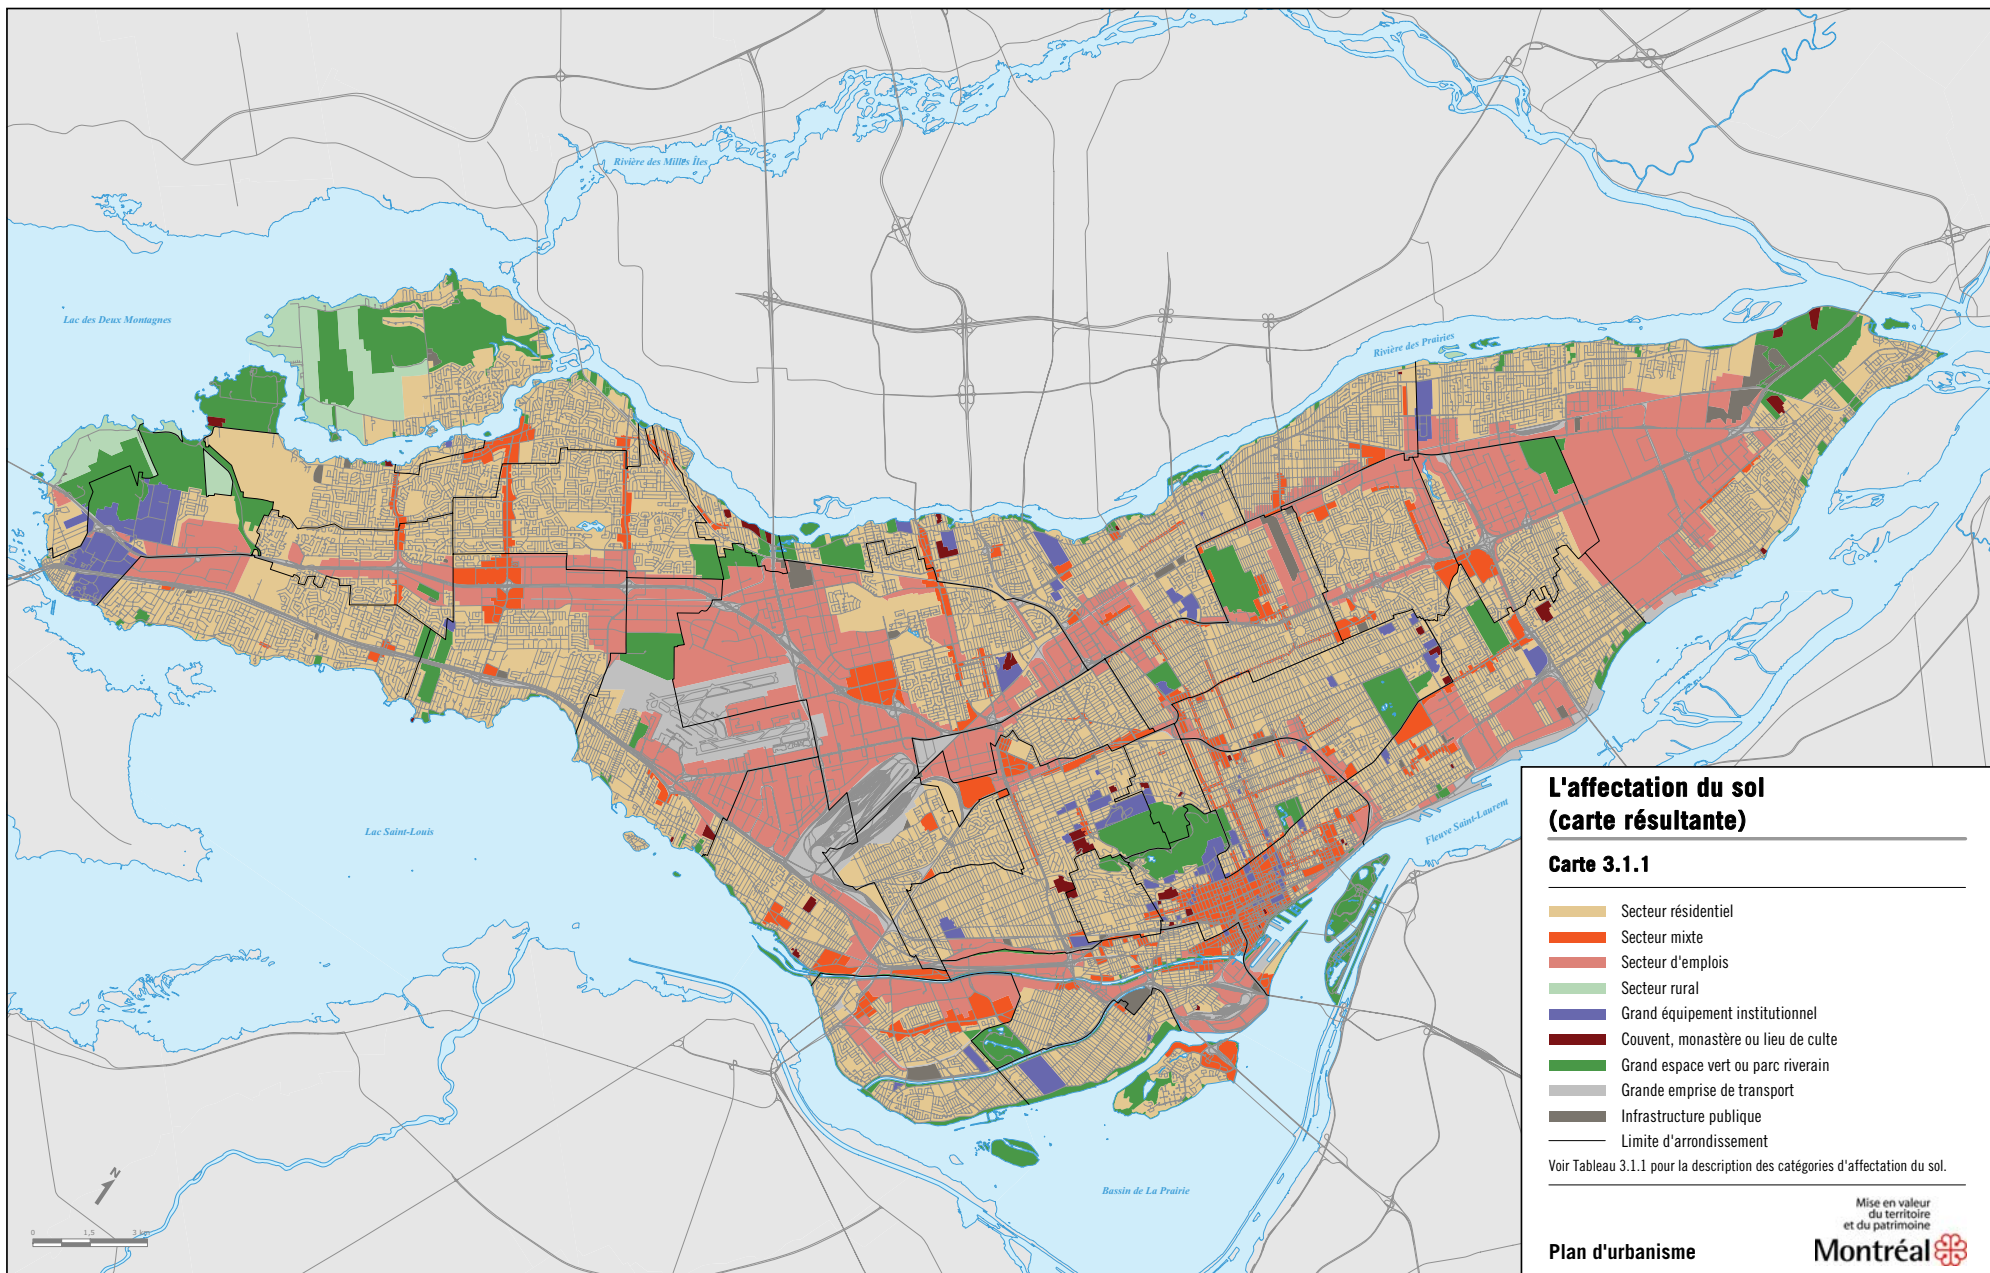 Rivière des Milles Îles
Lac des Deux Montagnes
Rivière des Prairies
Lac Saint-Louis
Fleuve Saint-Laurent
Bassin de La Prairie
N
0 1,5 3 km
L'affectation du sol
(carte résultante)
Carte 3.1.1
Secteur résidentiel
Secteur mixte
Secteur d'emplois
Secteur rural
Grand équipement institutionnel
Couvent, monastère ou lieu de culte
Grand espace vert ou parc riverain
Grande emprise de transport
Infrastructure publique
Limite d'arrondissement
Voir Tableau 3.1.1 pour la description des catégories d'affectation du sol.
Mise en valeur
du territoire
et du patrimoine
Plan d'urbanisme
Montréal